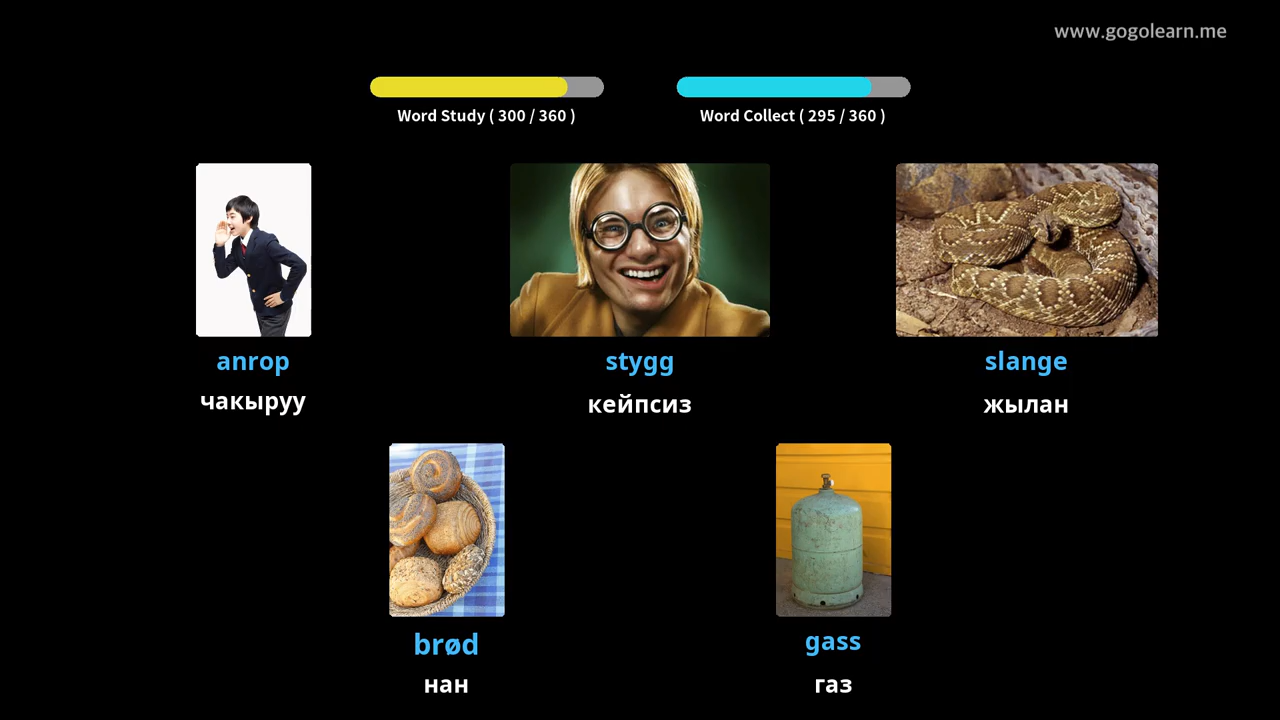 www.gogolearn.me
Word Study ( 300 / 360 )
Word Collect ( 295 / 360 )
anrop
stygg
slange
чакыруу
кейпсиз
жылан
brød
gass
нан
газ